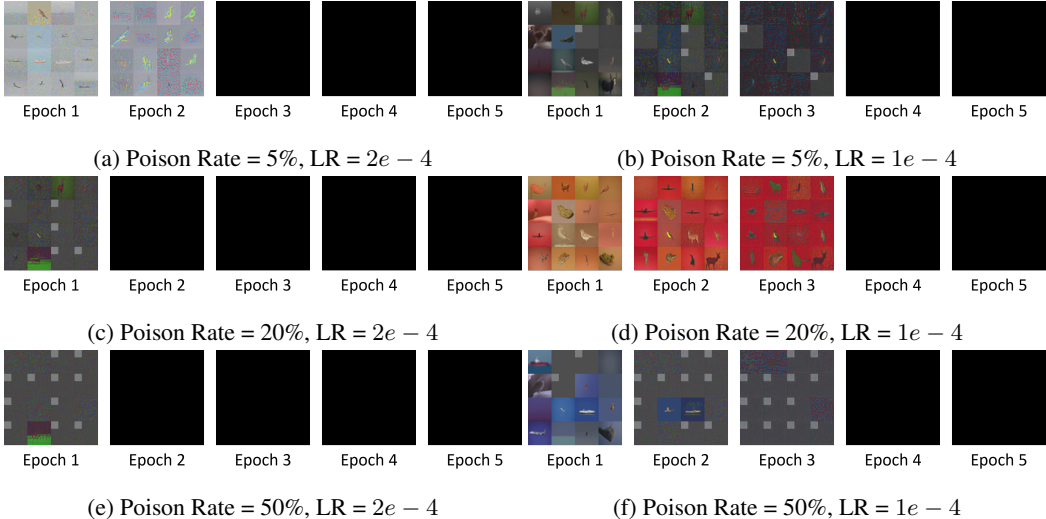 Epoch 1 Epoch 2 Epoch 3 Epoch 4 Epoch 5 Epoch 1 Epoch 2 Epoch 3 Epoch 4 Epoch 5
(a) Poison Rate = 5%, LR = 2e − 4 (b) Poison Rate = 5%, LR = 1e − 4
Epoch 1 Epoch 2 Epoch 3 Epoch 4 Epoch 5 Epoch 1 Epoch 2 Epoch 3 Epoch 4 Epoch 5
(c) Poison Rate = 20%, LR = 2e − 4 (d) Poison Rate = 20%, LR = 1e − 4
Epoch 1 Epoch 2 Epoch 3 Epoch 4 Epoch 5 Epoch 1 Epoch 2 Epoch 3 Epoch 4 Epoch 5
(e) Poison Rate = 50%, LR = 2e − 4 (f) Poison Rate = 50%, LR = 1e − 4